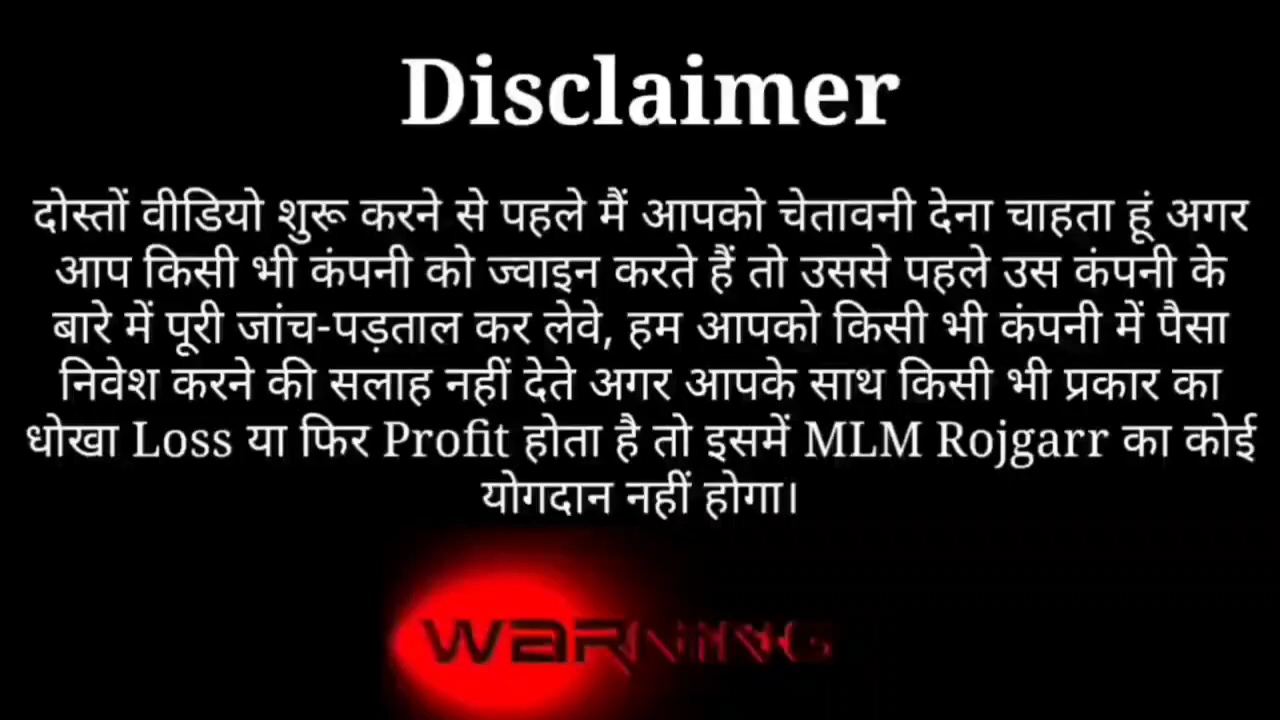 Disclaimer
दोस्तों वीडियो शुरू करने से पहले मैं आपको चेतावनी देना चाहता हूं अगर
आप किसी भी कंपनी को ज्वाइन करते हैं तो उससे पहले उस कंपनी के
बारे में पूरी जांच-पड़ताल कर लेवे, हम आपको किसी भी कंपनी में पैसा
निवेश करने की सलाह नहीं देते अगर आपके साथ किसी भी प्रकार का
धोखा Loss या फिर Profit होता है तो इसमें MLM Rojgarr का कोई
योगदान नहीं होगा।
WARNING